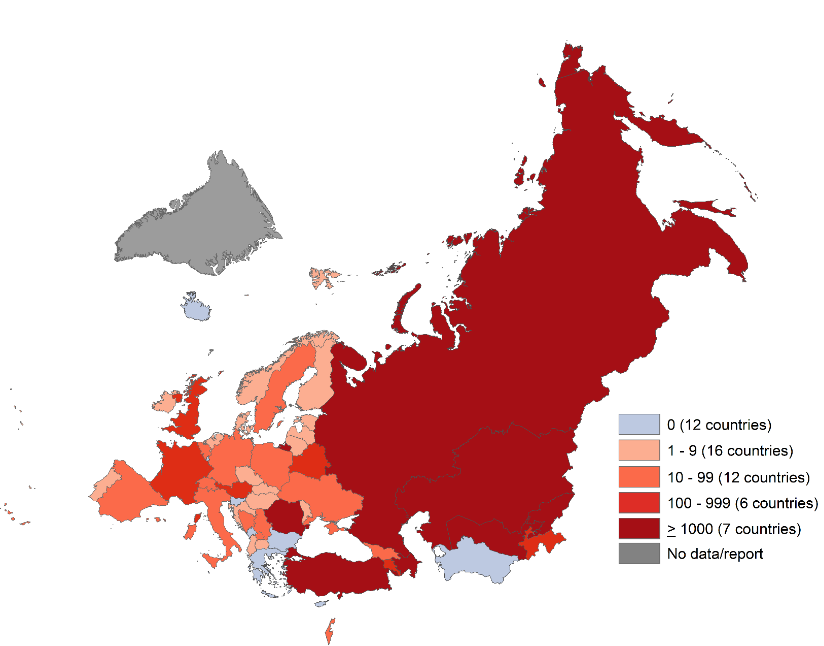 0 (12 countries)
1 - 9 (16 countries)
10 - 99 (12 countries)
100 - 999 (6 countries)
≥ 1000 (7 countries)
No data/report